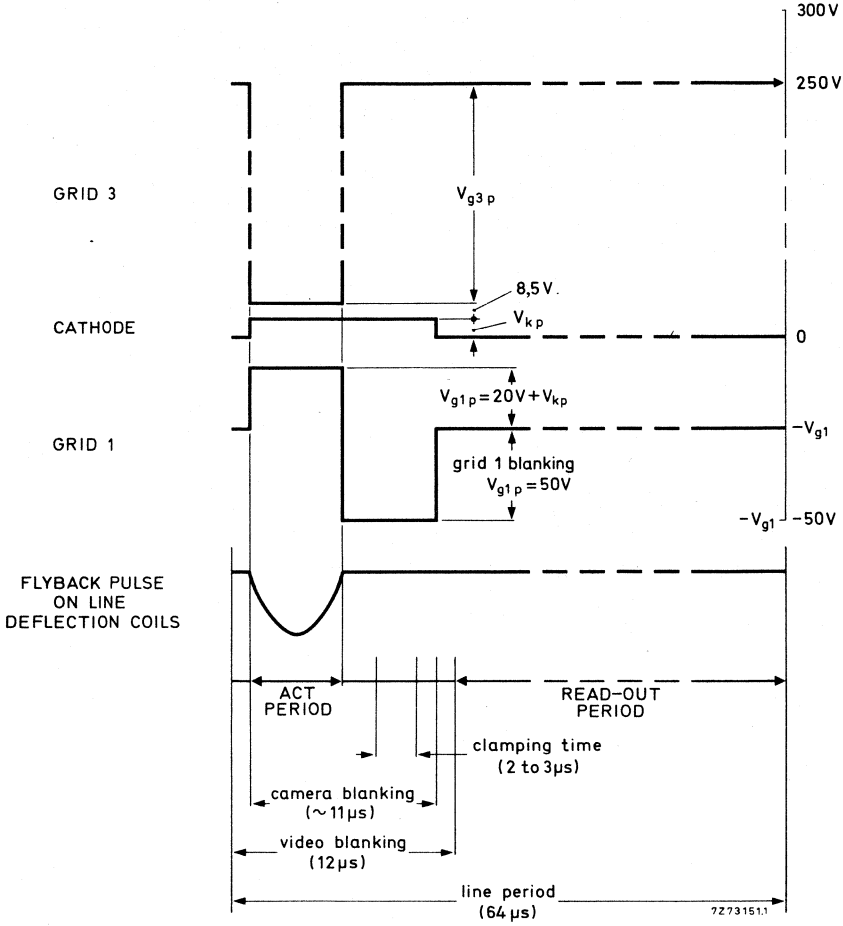 300V
250V
GRID 3
Vg3 p
8,5V.
CATHODE
Vkp
0
Vg1p=20V+Vkp
-Vg1
GRID 1
grid 1 blanking
Vg1 p=50V
-Vg1
-50V
FLYBACK PULSE
ON LINE
DEFLECTION COILS
ACT
PERIOD
READ-OUT
PERIOD
clamping time
(2 to 3µs)
camera blanking
(~11µs)
video blanking
(12µs)
line period
(64µs)
7Z73151.1